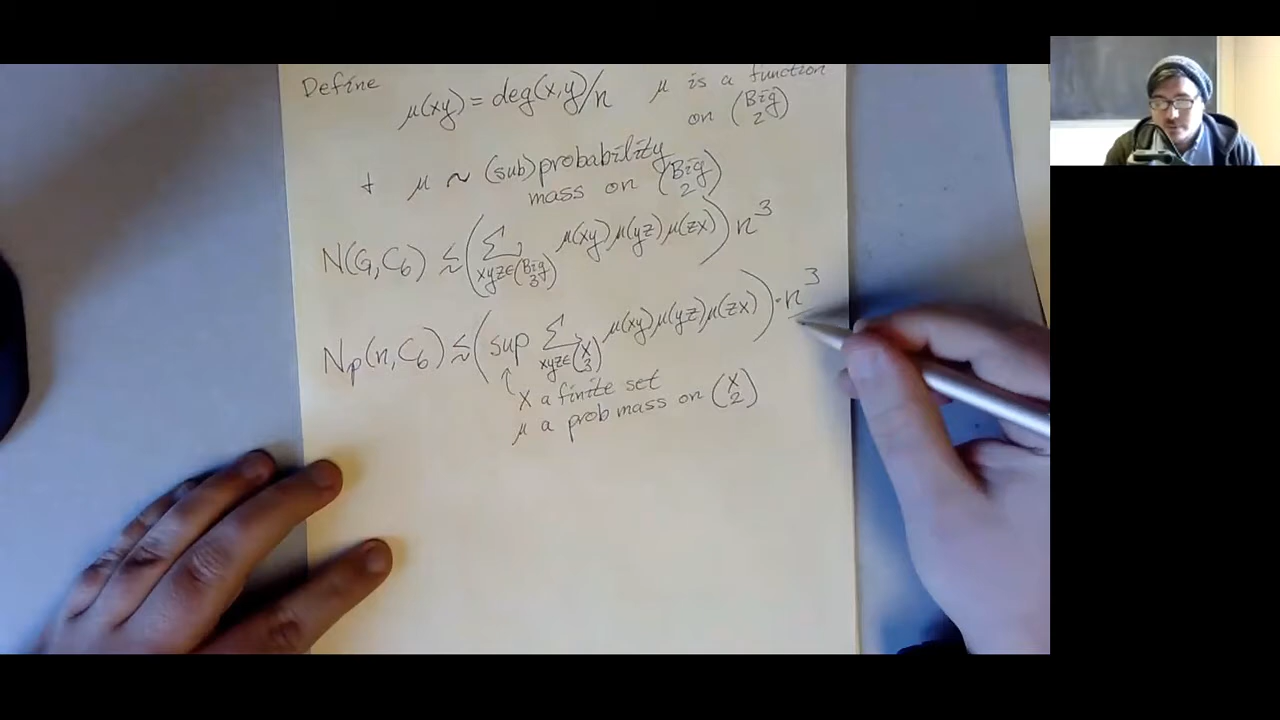 Define
μ(xy) = deg(x,y)/n μ is a function
on (Big 2)
+ μ ~ (sub)probability
mass on (Big 2)
N(G,C₆) ≲ (∑ xyz∈(Big 3) μ(xy)μ(yz)μ(zx)) n³
N_P(n,C₆) ≲ (sup ∑ xyz∈(X 3) μ(xy)μ(yz)μ(zx)) · n³
↑ X a finite set
μ a prob mass on (X 2)